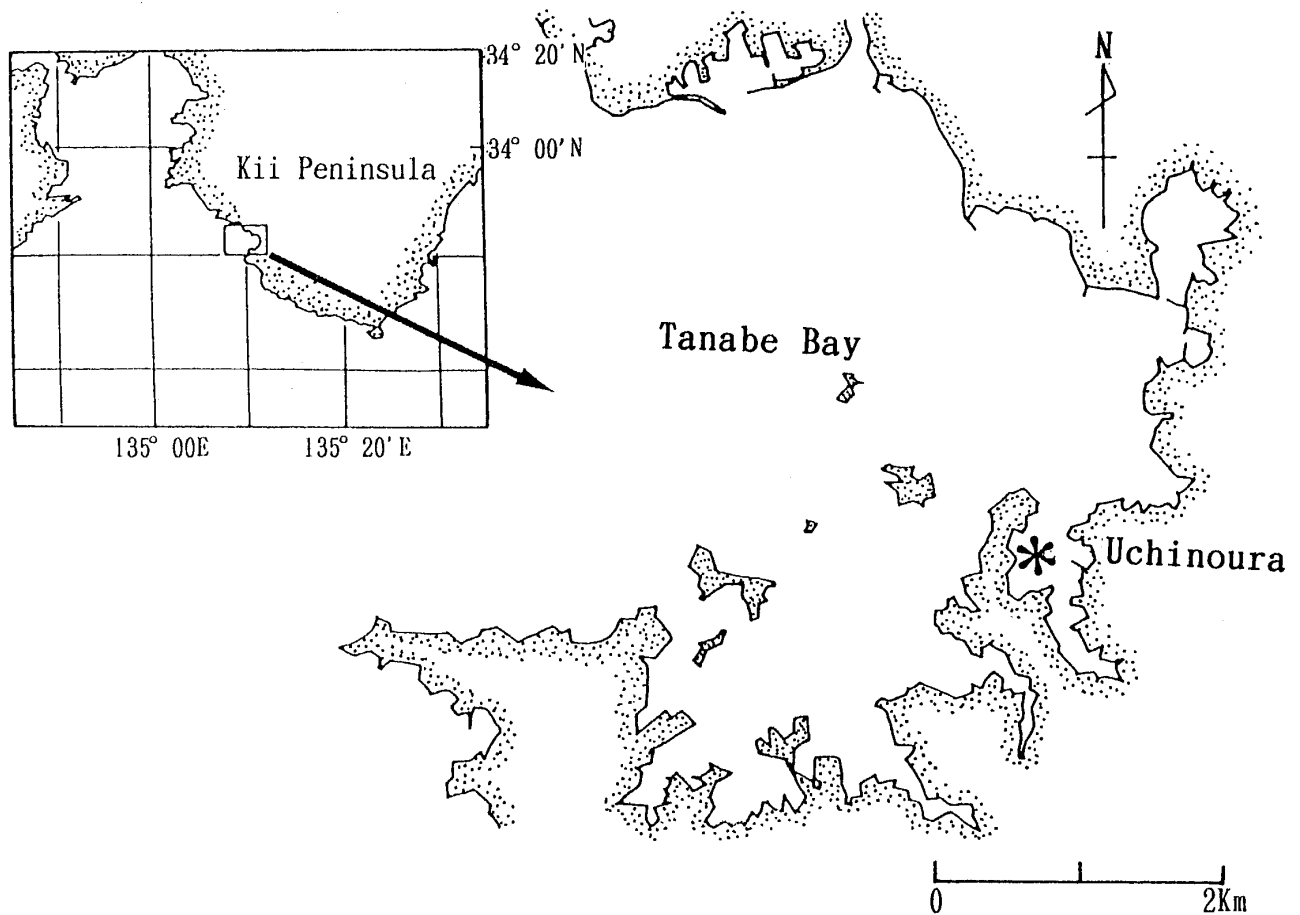 34° 20' N
34° 00' N
Kii Peninsula
135° 00E
135° 20' E
N
Tanabe Bay
*
Uchinoura
0
2Km